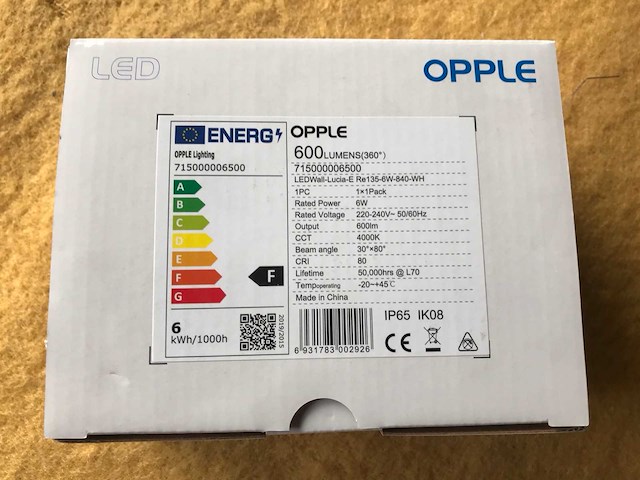 LED
OPPLE
ENERG
OPPLE Lighting
715000006500
A
B
C
D
E
F
G
F
6
kWh/1000h
2019/2015
OPPLE
600LUMENS(360°)
715000006500
LEDWall-Lucia-E Re135-6W-840-WH
1PC 1×1Pack
Rated Power 6W
Rated Voltage 220-240V~ 50/60Hz
Output 600lm
CCT 4000K
Beam angle 30°×80°
CRI 80
Lifetime 50,000hrs @ L70
Tempoperating -20~+45℃
Made in China
6 931783 002926
IP65 IK08
CE